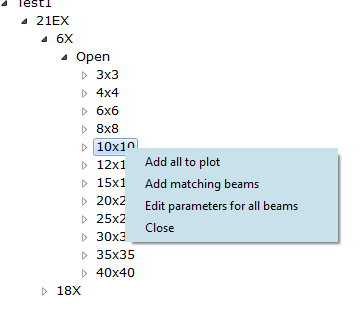 Test1
21EX
6X
Open
3x3
4x4
6x6
8x8
10x10
Add all to plot
12x1
Add matching beams
15x1
20x2
Edit parameters for all beams
25x2
Close
30x3
35x35
40x40
18X